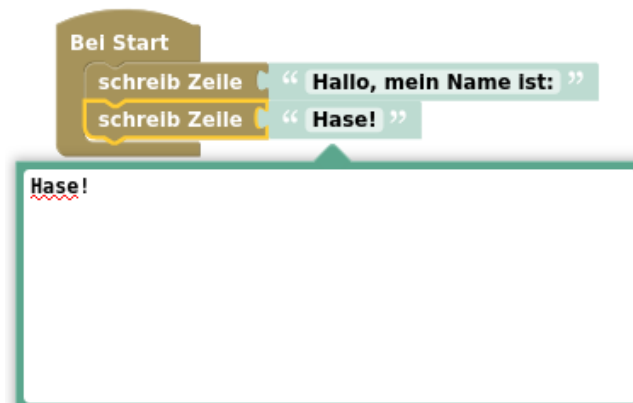 Bei Start
schreib Zeile “ Hallo, mein Name ist: ”
schreib Zeile “ Hase! ”
Hase!